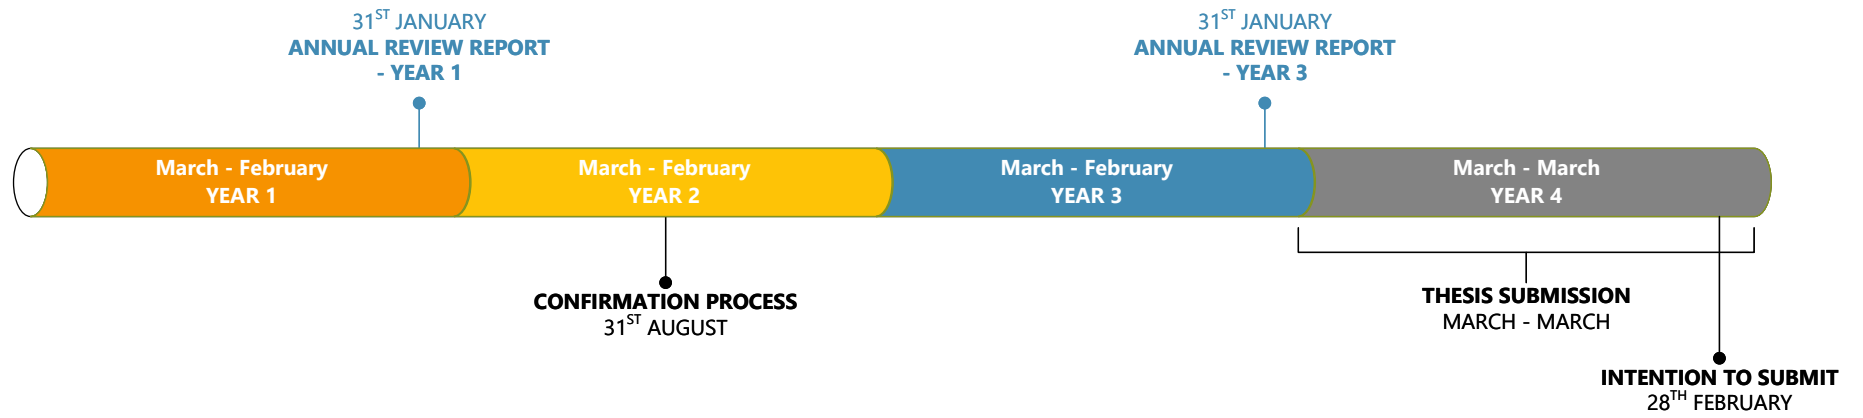 31ST JANUARY
ANNUAL REVIEW REPORT
- YEAR 1
31ST JANUARY
ANNUAL REVIEW REPORT
- YEAR 3
March - February
YEAR 1
March - February
YEAR 2
March - February
YEAR 3
March - March
YEAR 4
CONFIRMATION PROCESS
31ST AUGUST
THESIS SUBMISSION
MARCH - MARCH
INTENTION TO SUBMIT
28TH FEBRUARY